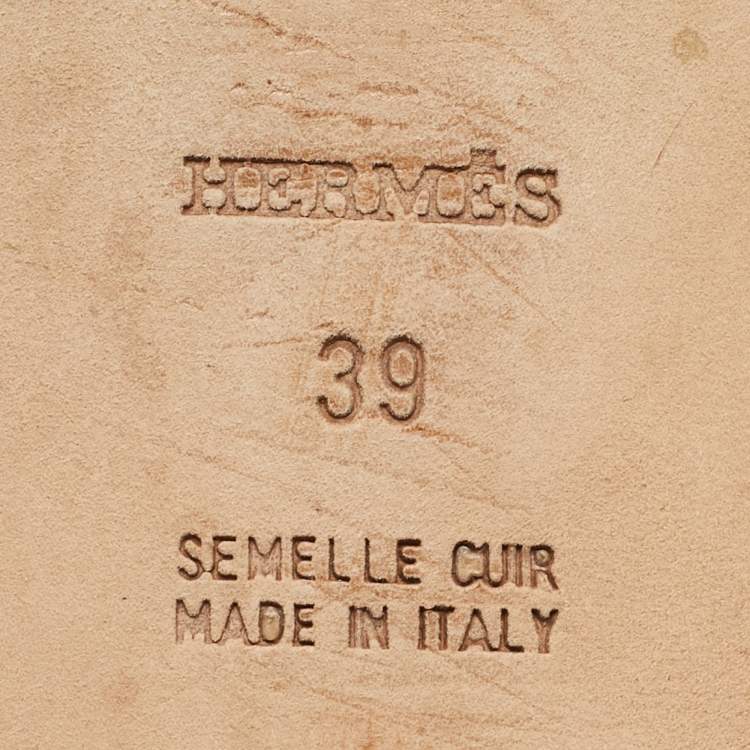 HERMÈS
39
SEMELLE CUIR
MADE IN ITALY